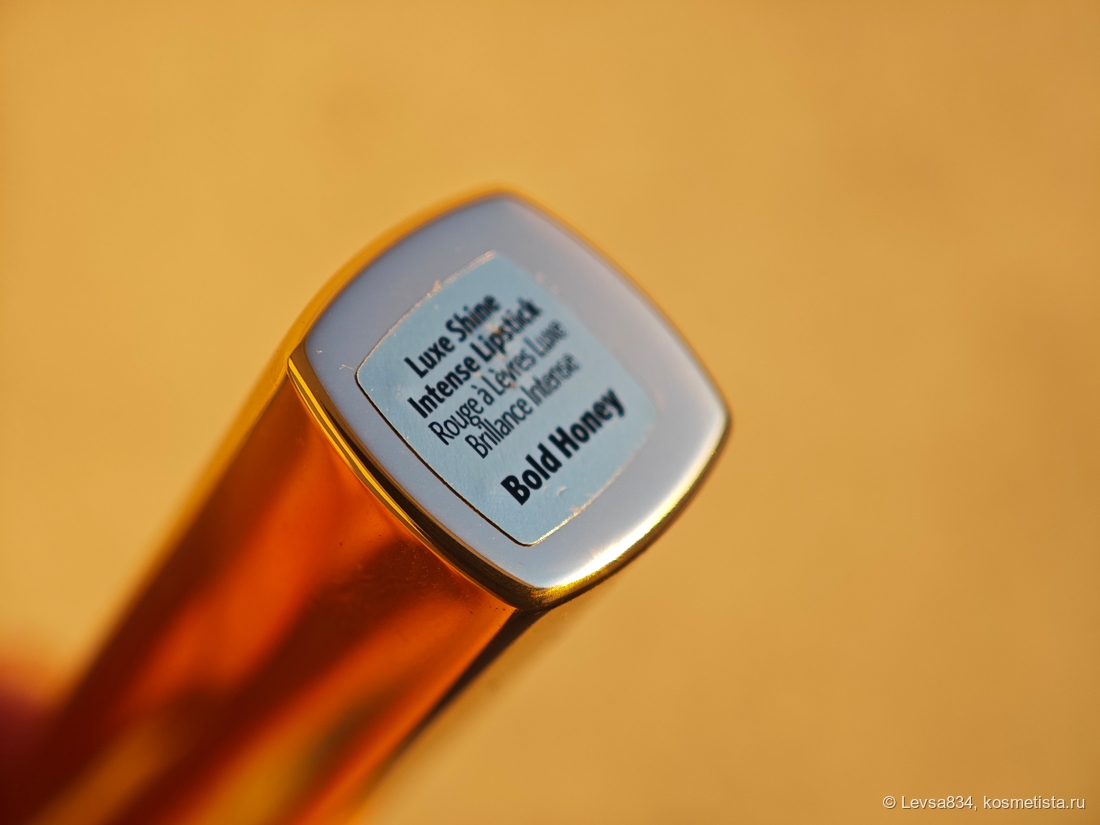 Luxe Shine
Intense Lipstick
Rouge à Lèvres Luxe
Brillance Intense
Bold Honey
© Levsa834, kosmetista.ru